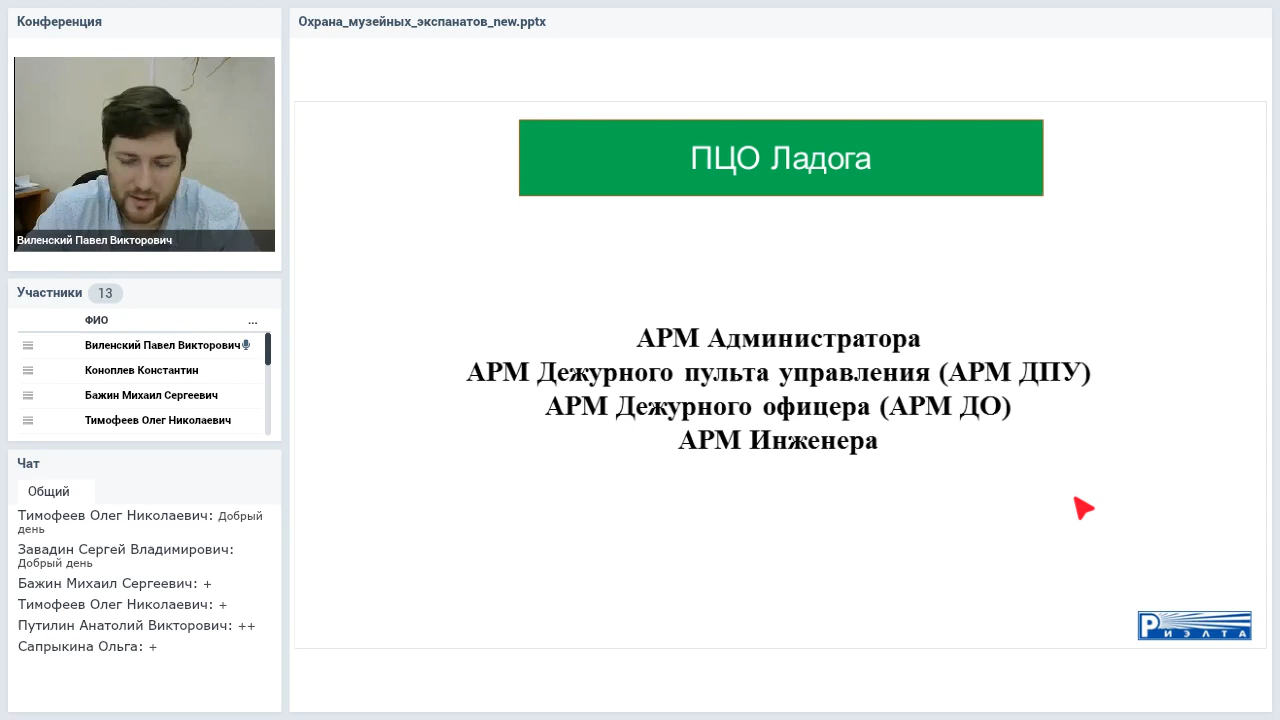 Конференция
Виленский Павел Викторович
Участники 13
ФИО ...
Виленский Павел Викторович
Коноплев Константин
Бажин Михаил Сергеевич
Тимофеев Олег Николаевич
Чат
Общий
Тимофеев Олег Николаевич: Добрый
день
Завадин Сергей Владимирович:
Добрый день
Бажин Михаил Сергеевич: +
Тимофеев Олег Николаевич: +
Путилин Анатолий Викторович: ++
Сапрыкина Ольга: +
Охрана_музейных_экспанатов_new.pptx
ПЦО Ладога
АРМ Администратора
АРМ Дежурного пульта управления (АРМ ДПУ)
АРМ Дежурного офицера (АРМ ДО)
АРМ Инженера
РИЭЛТА